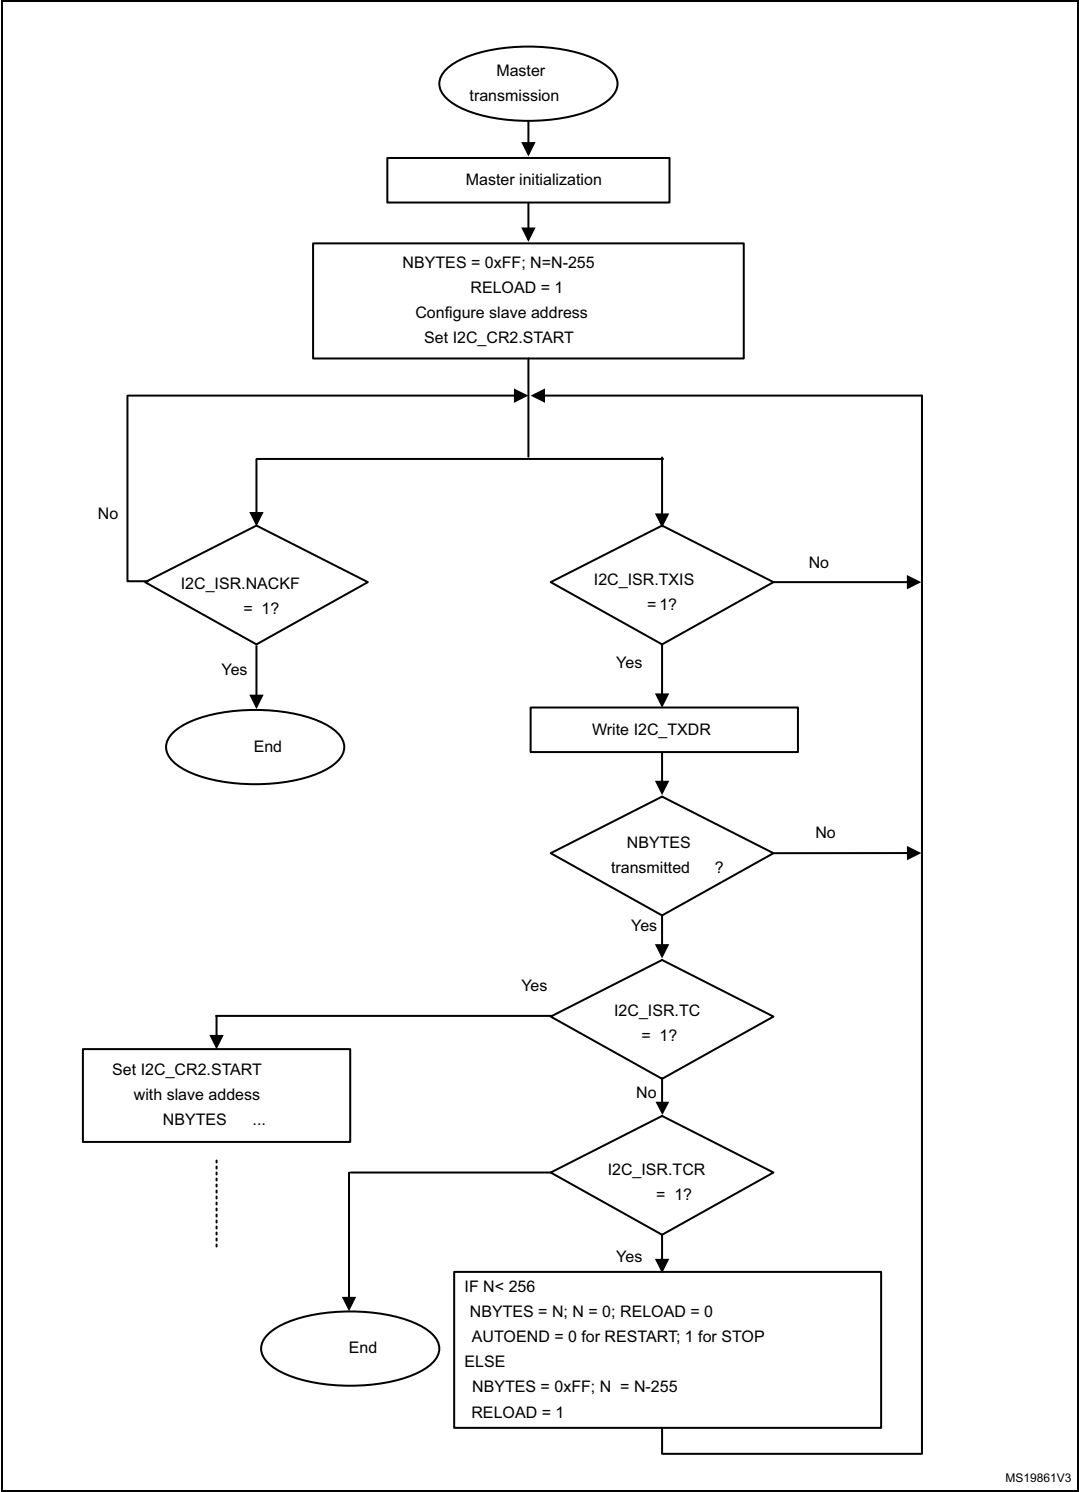 Master
transmission
Master initialization
NBYTES = 0xFF; N=N-255
RELOAD = 1
Configure slave address
Set I2C_CR2.START
No
I2C_ISR.NACKF
= 1?
Yes
End
I2C_ISR.TXIS
=1?
No
Yes
Write I2C_TXDR
NBYTES
transmitted ?
No
Yes
I2C_ISR.TC
= 1?
Yes
Set I2C_CR2.START
with slave addess
NBYTES ...
No
I2C_ISR.TCR
= 1?
End
Yes
IF N< 256
NBYTES = N; N = 0; RELOAD = 0
AUTOEND = 0 for RESTART; 1 for STOP
ELSE
NBYTES = 0xFF; N = N-255
RELOAD = 1
MS19861V3